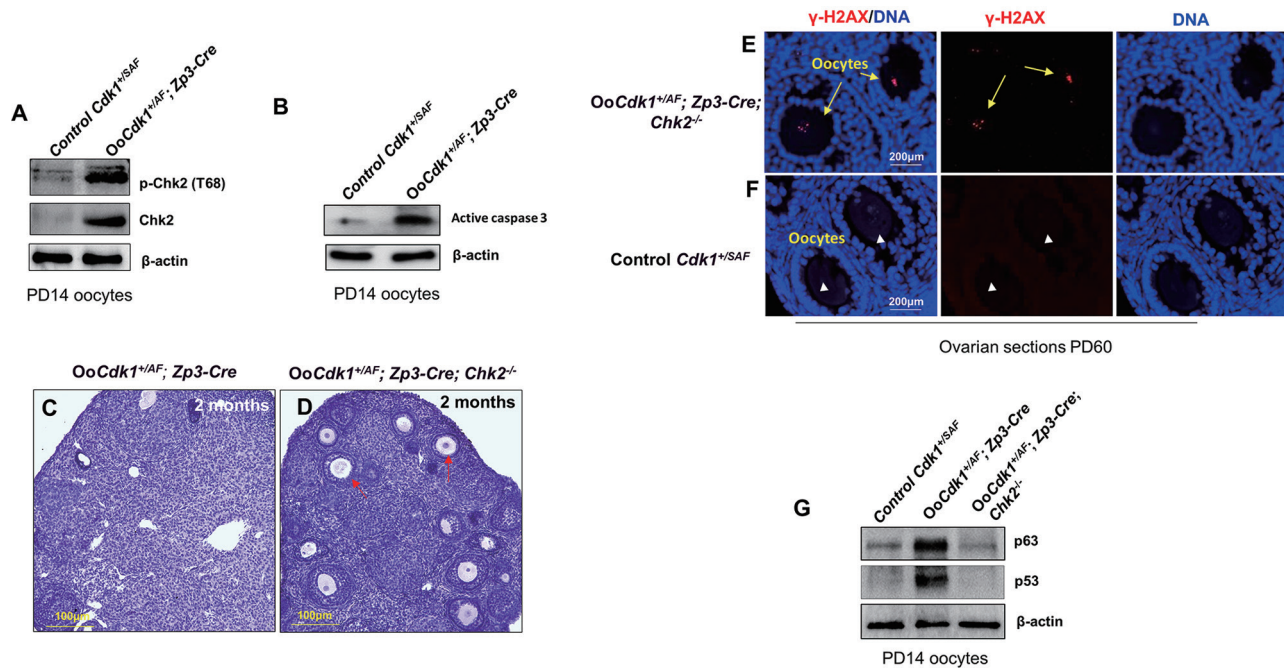 A
Control Cdk1+/SAF
OoCdk1+/AF; Zp3-Cre
p-Chk2 (T68)
Chk2
β-actin
PD14 oocytes
B
Control Cdk1+/SAF
OoCdk1+/AF; Zp3-Cre
Active caspase 3
β-actin
PD14 oocytes
OoCdk1+/AF; Zp3-Cre
C
2 months
100μm
OoCdk1+/AF; Zp3-Cre; Chk2-/-
D
2 months
100μm
γ-H2AX/DNA
γ-H2AX
DNA
E
OoCdk1+/AF; Zp3-Cre;
Chk2-/-
Oocytes
200μm
F
Control Cdk1+/SAF
Oocytes
200μm
Ovarian sections PD60
G
Control Cdk1+/SAF
OoCdk1+/AF; Zp3-Cre
OoCdk1+/AF; Zp3-Cre;
Chk2-/-
p63
p53
β-actin
PD14 oocytes